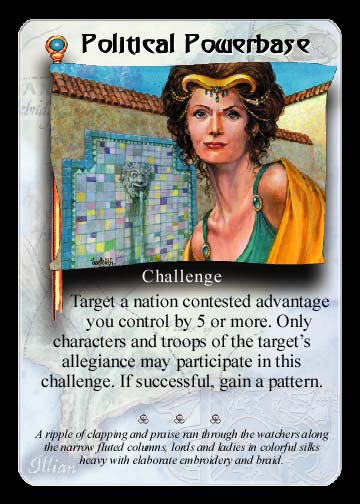 Political Powerbase
Challenge
Target a nation contested advantage
you control by 5 or more. Only
characters and troops of the target's
allegiance may participate in this
challenge. If successful, gain a pattern.
A ripple of clapping and praise ran through the watchers along
the narrow fluted columns, lords and ladies in colorful silks
heavy with elaborate embroidery and braid.
Illian